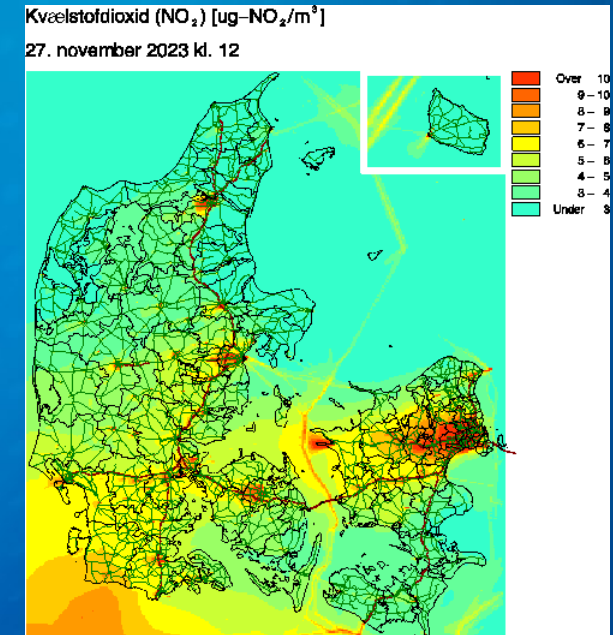 Kvælstofdioxid (NO₂) [ug–NO₂/m³]
27. november 2023 kl. 12
Over 10
9 – 10
8 – 9
7 – 8
6 – 7
5 – 6
4 – 5
3 – 4
Under 3